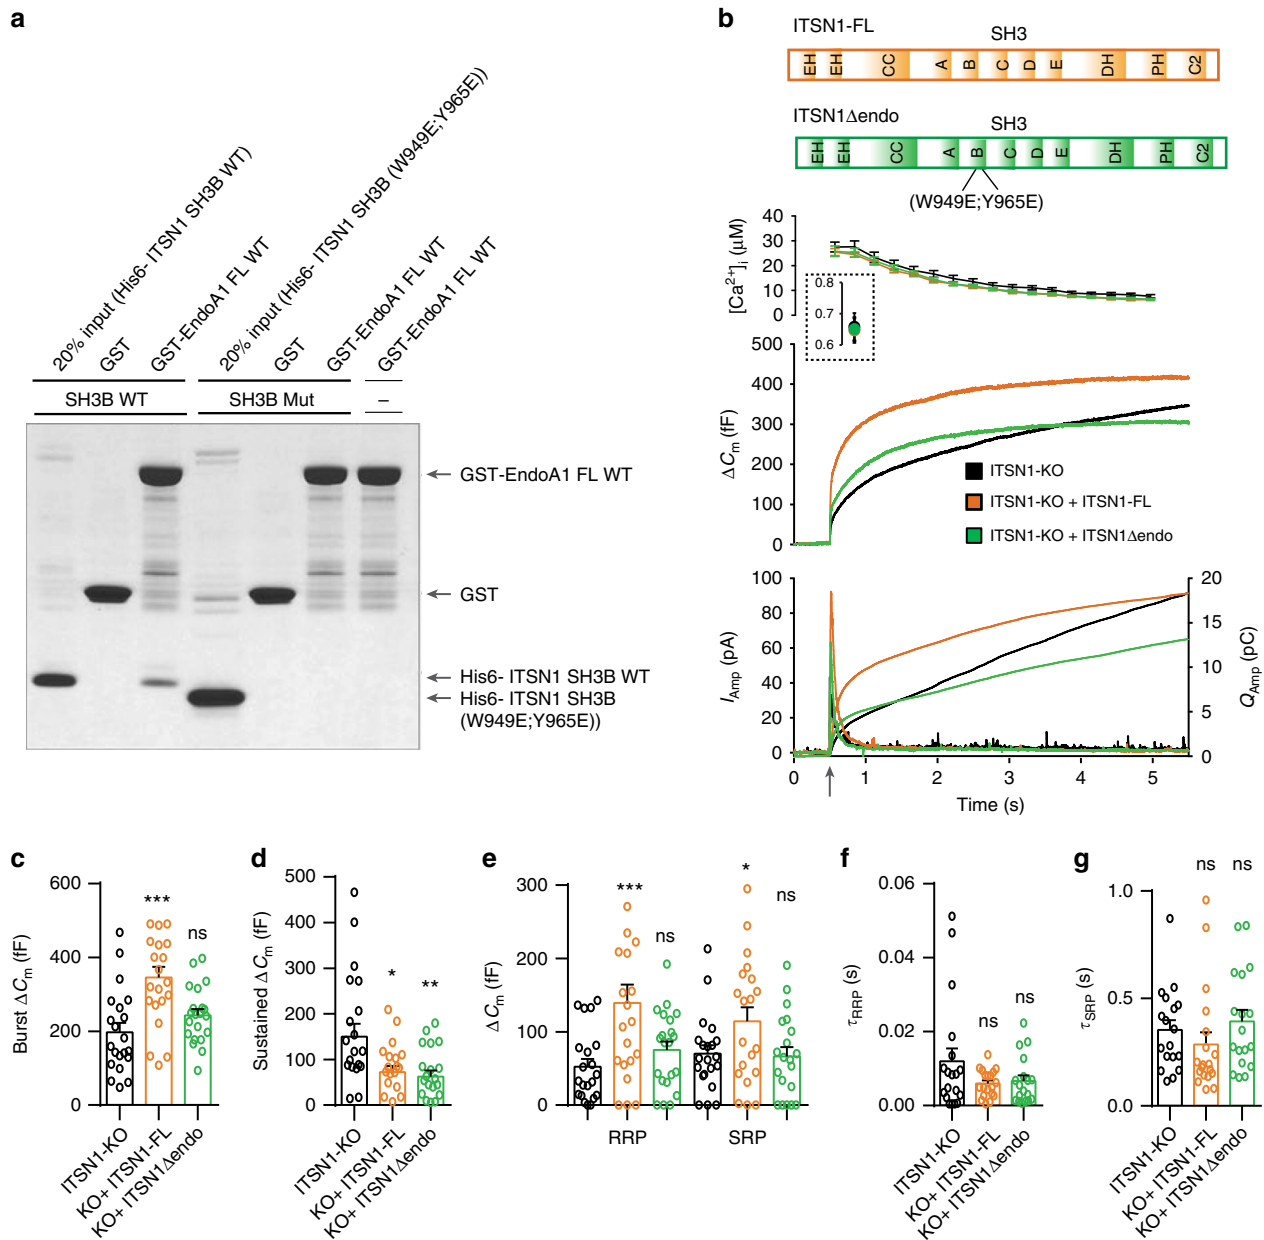 a
20% input (His6- ITSN1 SH3B WT)
GST
GST-EndoA1 FL WT
20% input (His6- ITSN1 SH3B (W949E;Y965E))
GST
GST-EndoA1 FL WT
GST-EndoA1 FL WT
SH3B WT
SH3B Mut
–
GST-EndoA1 FL WT
GST
His6- ITSN1 SH3B WT
His6- ITSN1 SH3B
(W949E;Y965E))
b
ITSN1-FL
SH3
EH EH CC A B C D E DH PH C2
ITSN1Δendo
SH3
EH EH CC A B C D E DH PH C2
(W949E;Y965E)
[Ca²⁺]i (μM)
40
30
20
10
0
0.8
0.7
0.6
ΔCm (fF)
500
400
300
200
100
0
ITSN1-KO
ITSN1-KO + ITSN1-FL
ITSN1-KO + ITSN1Δendo
IAmp (pA)
100
80
60
40
20
0
20
15
10
5
0
QAmp (pC)
0 1 2 3 4 5
Time (s)
c
Burst ΔCm (fF)
600
400
200
0
***
ns
ITSN1-KO
KO+ ITSN1-FL
KO+ ITSN1Δendo
d
Sustained ΔCm (fF)
500
400
300
200
100
0
*
**
ITSN1-KO
KO+ ITSN1-FL
KO+ ITSN1Δendo
e
ΔCm (fF)
300
200
100
0
***
ns
*
ns
RRP
SRP
f
τRRP (s)
0.06
0.04
0.02
0.00
ns
ns
ITSN1-KO
KO+ ITSN1-FL
KO+ ITSN1Δendo
g
τSRP (s)
1.0
0.5
0.0
ns
ns
ITSN1-KO
KO+ ITSN1-FL
KO+ ITSN1Δendo